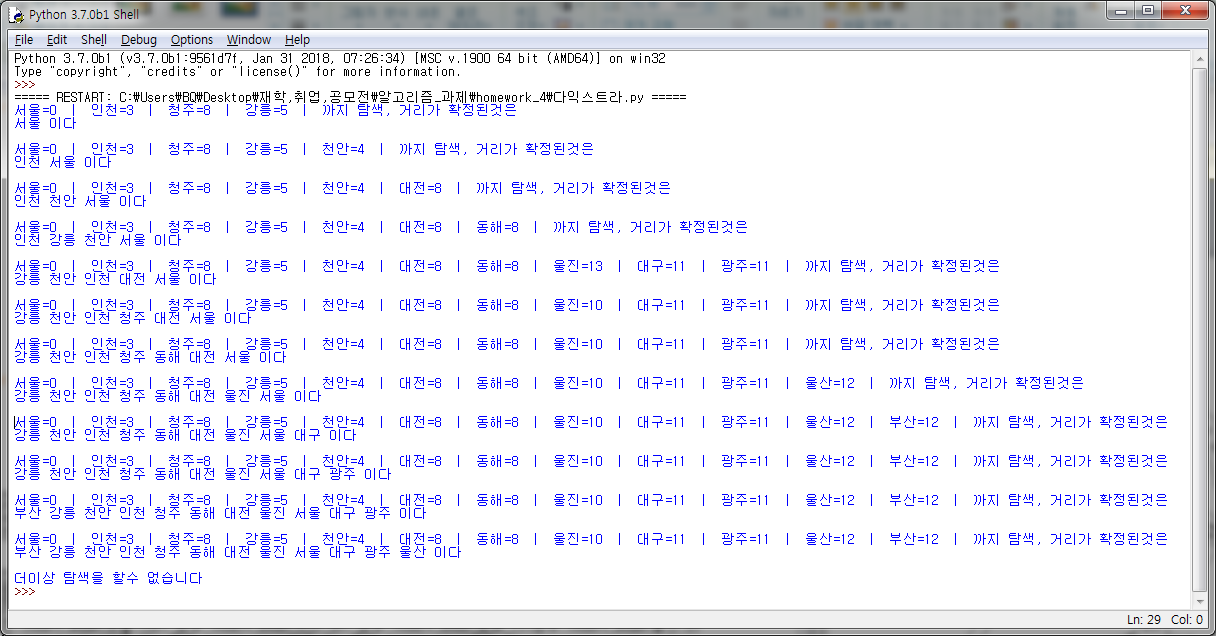 Python 3.7.0b1 Shell
File Edit Shell Debug Options Window Help
Python 3.7.0b1 (v3.7.0b1:9561d7f, Jan 31 2018, 07:26:34) [MSC v.1900 64 bit (AMD64)] on win32
Type "copyright", "credits" or "license()" for more information.
>>>
===== RESTART: C:\Users\BQ\Desktop\재학,취업,공모전\알고리즘_과제\homework_4\다익스트라.py =====
서울=0 | 인천=3 | 청주=8 | 강릉=5 | 까지 탐색, 거리가 확정된것은
서울 이다
서울=0 | 인천=3 | 청주=8 | 강릉=5 | 천안=4 | 까지 탐색, 거리가 확정된것은
인천 서울 이다
서울=0 | 인천=3 | 청주=8 | 강릉=5 | 천안=4 | 대전=8 | 까지 탐색, 거리가 확정된것은
인천 천안 서울 이다
서울=0 | 인천=3 | 청주=8 | 강릉=5 | 천안=4 | 대전=8 | 동해=8 | 까지 탐색, 거리가 확정된것은
인천 강릉 천안 서울 이다
서울=0 | 인천=3 | 청주=8 | 강릉=5 | 천안=4 | 대전=8 | 동해=8 | 울진=13 | 대구=11 | 광주=11 | 까지 탐색, 거리가 확정된것은
강릉 천안 인천 대전 서울 이다
서울=0 | 인천=3 | 청주=8 | 강릉=5 | 천안=4 | 대전=8 | 동해=8 | 울진=10 | 대구=11 | 광주=11 | 까지 탐색, 거리가 확정된것은
강릉 천안 인천 청주 대전 서울 이다
서울=0 | 인천=3 | 청주=8 | 강릉=5 | 천안=4 | 대전=8 | 동해=8 | 울진=10 | 대구=11 | 광주=11 | 까지 탐색, 거리가 확정된것은
강릉 천안 인천 청주 동해 대전 서울 이다
서울=0 | 인천=3 | 청주=8 | 강릉=5 | 천안=4 | 대전=8 | 동해=8 | 울진=10 | 대구=11 | 광주=11 | 울산=12 | 까지 탐색, 거리가 확정된것은
강릉 천안 인천 청주 동해 대전 울진 서울 이다
서울=0 | 인천=3 | 청주=8 | 강릉=5 | 천안=4 | 대전=8 | 동해=8 | 울진=10 | 대구=11 | 광주=11 | 울산=12 | 부산=12 | 까지 탐색, 거리가 확정된것은
강릉 천안 인천 청주 동해 대전 울진 서울 대구 이다
서울=0 | 인천=3 | 청주=8 | 강릉=5 | 천안=4 | 대전=8 | 동해=8 | 울진=10 | 대구=11 | 광주=11 | 울산=12 | 부산=12 | 까지 탐색, 거리가 확정된것은
강릉 천안 인천 청주 동해 대전 울진 서울 대구 광주 이다
서울=0 | 인천=3 | 청주=8 | 강릉=5 | 천안=4 | 대전=8 | 동해=8 | 울진=10 | 대구=11 | 광주=11 | 울산=12 | 부산=12 | 까지 탐색, 거리가 확정된것은
부산 강릉 천안 인천 청주 동해 대전 울진 서울 대구 광주 이다
서울=0 | 인천=3 | 청주=8 | 강릉=5 | 천안=4 | 대전=8 | 동해=8 | 울진=10 | 대구=11 | 광주=11 | 울산=12 | 부산=12 | 까지 탐색, 거리가 확정된것은
부산 강릉 천안 인천 청주 동해 대전 울진 서울 대구 광주 울산 이다
더이상 탐색을 할수 없습니다
>>>
Ln: 29 Col: 0